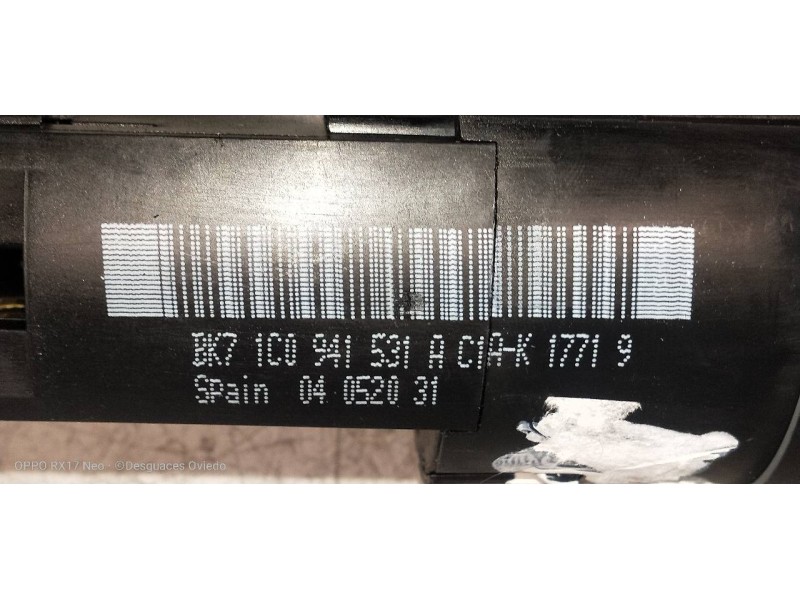 BK7 1C0 941 531 A C1A-K 1771 9
Spain 04 0520 31
OPPO RX17 Neo - ©Desguaces Oviedo